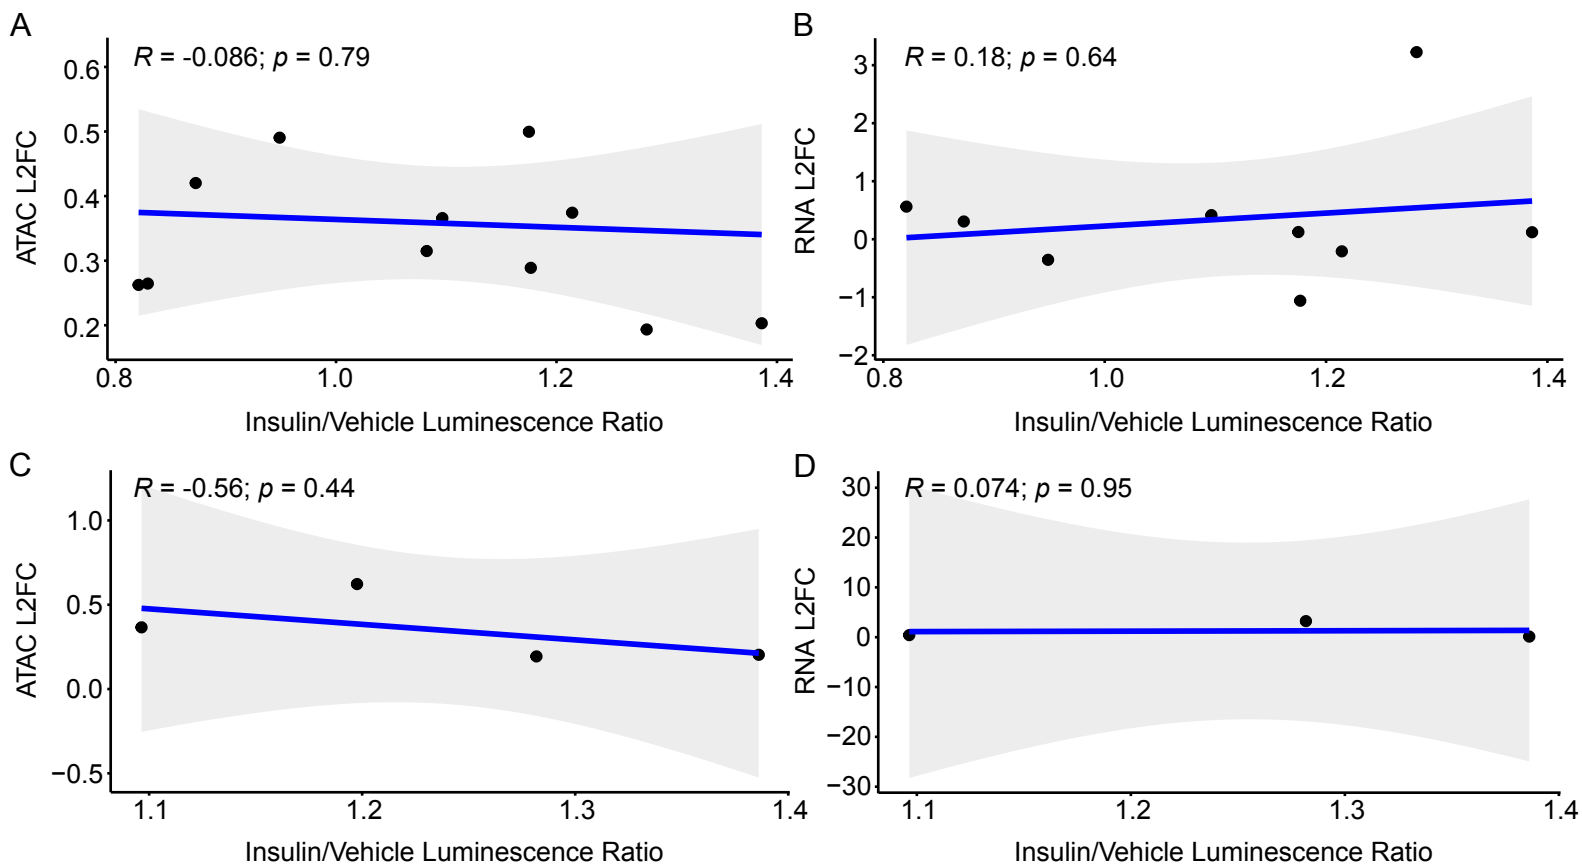 A
R = -0.086; p = 0.79
ATAC L2FC
0.6
0.5
0.4
0.3
0.2
0.8 1.0 1.2 1.4
Insulin/Vehicle Luminescence Ratio
B
R = 0.18; p = 0.64
RNA L2FC
3
2
1
0
−1
−2
0.8 1.0 1.2 1.4
Insulin/Vehicle Luminescence Ratio
C
R = -0.56; p = 0.44
ATAC L2FC
1.0
0.5
0.0
−0.5
1.1 1.2 1.3 1.4
Insulin/Vehicle Luminescence Ratio
D
R = 0.074; p = 0.95
RNA L2FC
30
20
10
0
−10
−20
−30
1.1 1.2 1.3 1.4
Insulin/Vehicle Luminescence Ratio